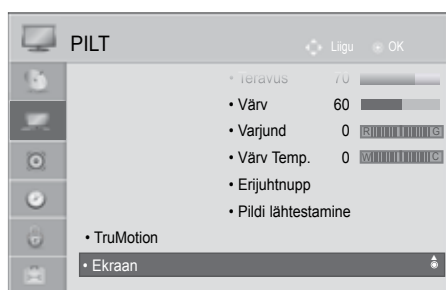 PILT Liigu OK
• Teravus 70
• Värv 60
• Varjund 0 R G
• Värv Temp. 0 W C
• Erijuhtnupp
• Pildi lähtestamine
• TruMotion
• Ekraan